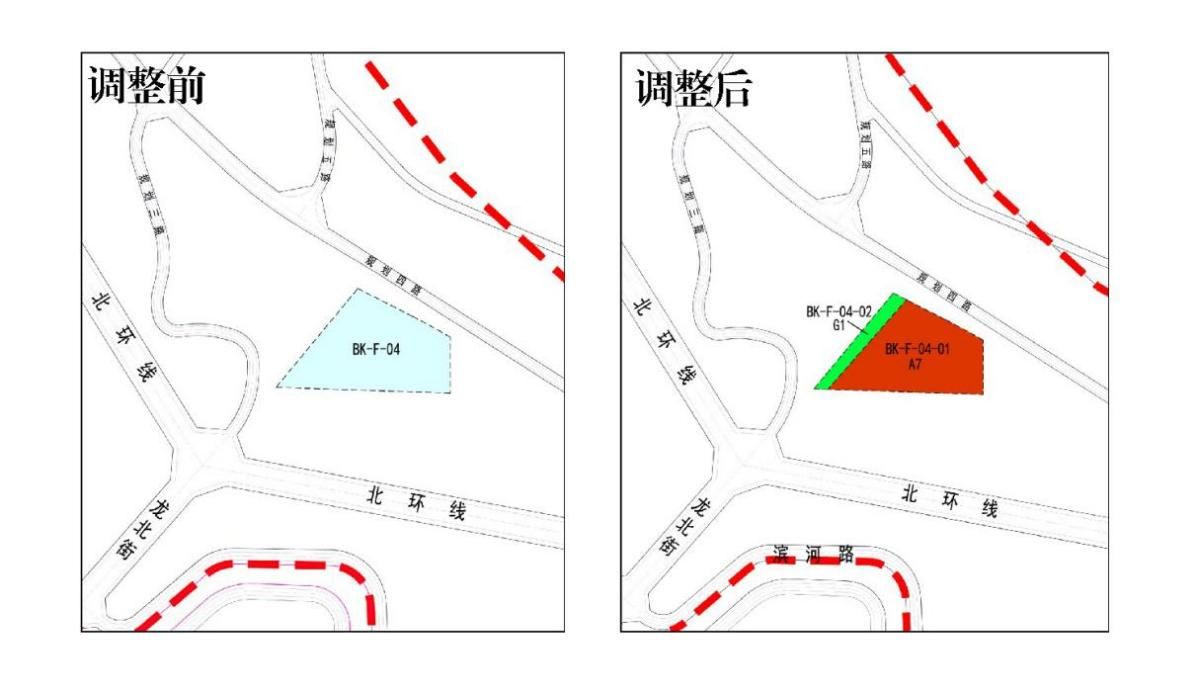 调整前
规划五路
规划三路
规划四路
北环线
BK-F-04
北环线
龙北街
调整后
规划五路
规划三路
规划四路
北环线
BK-F-04-02
G1
BK-F-04-01
A7
北环线
龙北街
滨河路